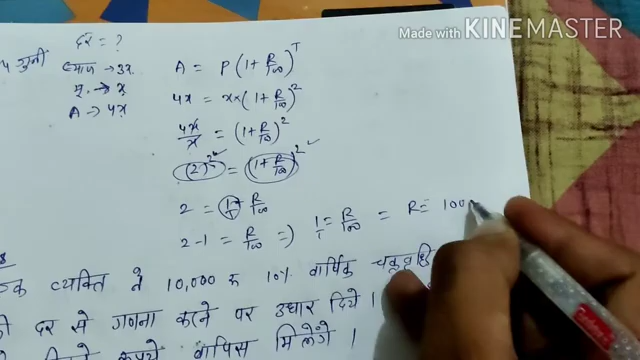 Made with KINEMASTER
दर = ?
गुनी
ब्याज → 3x
मू. → x
A → 4x
A = P(1+R/100)^T
4x = x×(1+R/100)^2
4x/x = (1+R/100)^2
(2)^2 = (1+R/100)^2
2 = 1+R/100
2-1 = R/100 =) 1/1 = R/100 = R= 100
व्यक्ति ने 10,000 रु 10% वार्षिक चक्रवृद्धि
दर से गणना करने पर उधार दिये ।
रूपये वापिस मिलेंगे ।